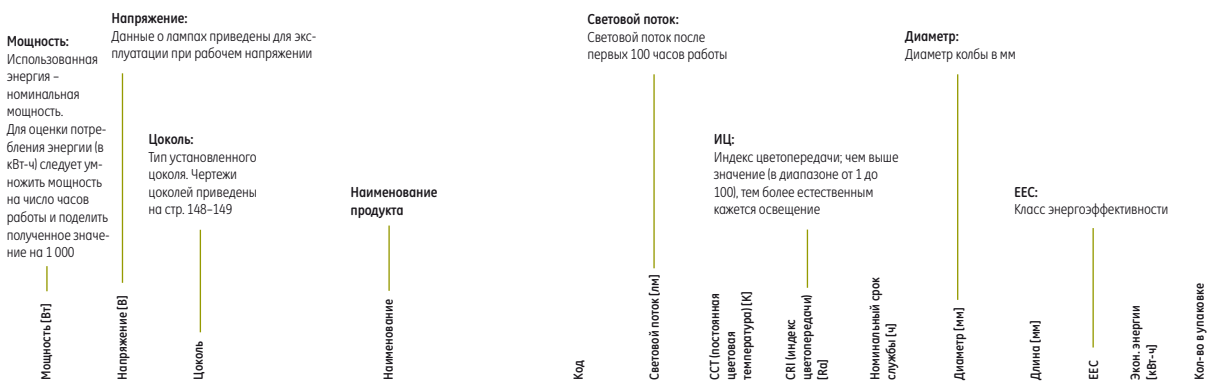 Мощность:
Использованная
энергия –
номинальная
мощность.
Для оценки потре-
бления энергии (в
кВт-ч) следует ум-
ножить мощность
на число часов
работы и поделить
полученное значе-
ние на 1 000
Напряжение:
Данные о лампах приведены для экс-
плуатации при рабочем напряжении
Цоколь:
Тип установленного
цоколя. Чертежи
цоколей приведены
на стр. 148–149
Наименование
продукта
Световой поток:
Световой поток после
первых 100 часов работы
ИЦ:
Индекс цветопередачи; чем выше
значение (в диапазоне от 1 до
100), тем более естественным
кажется освещение
Диаметр:
Диаметр колбы в мм
EEC:
Класс энергоэффективности
Мощность [Вт]
Напряжение [В]
Цоколь
Наименование
Код
Световой поток [лм]
CCT (постоянная
цветовая
температура) [K]
CRI (индекс
цветопередачи)
[Ra]
Номинальный срок
службы [ч]
Диаметр [мм]
Длина [мм]
EEC
Экон. энергии
[кВт-ч]
Кол-во в упаковке